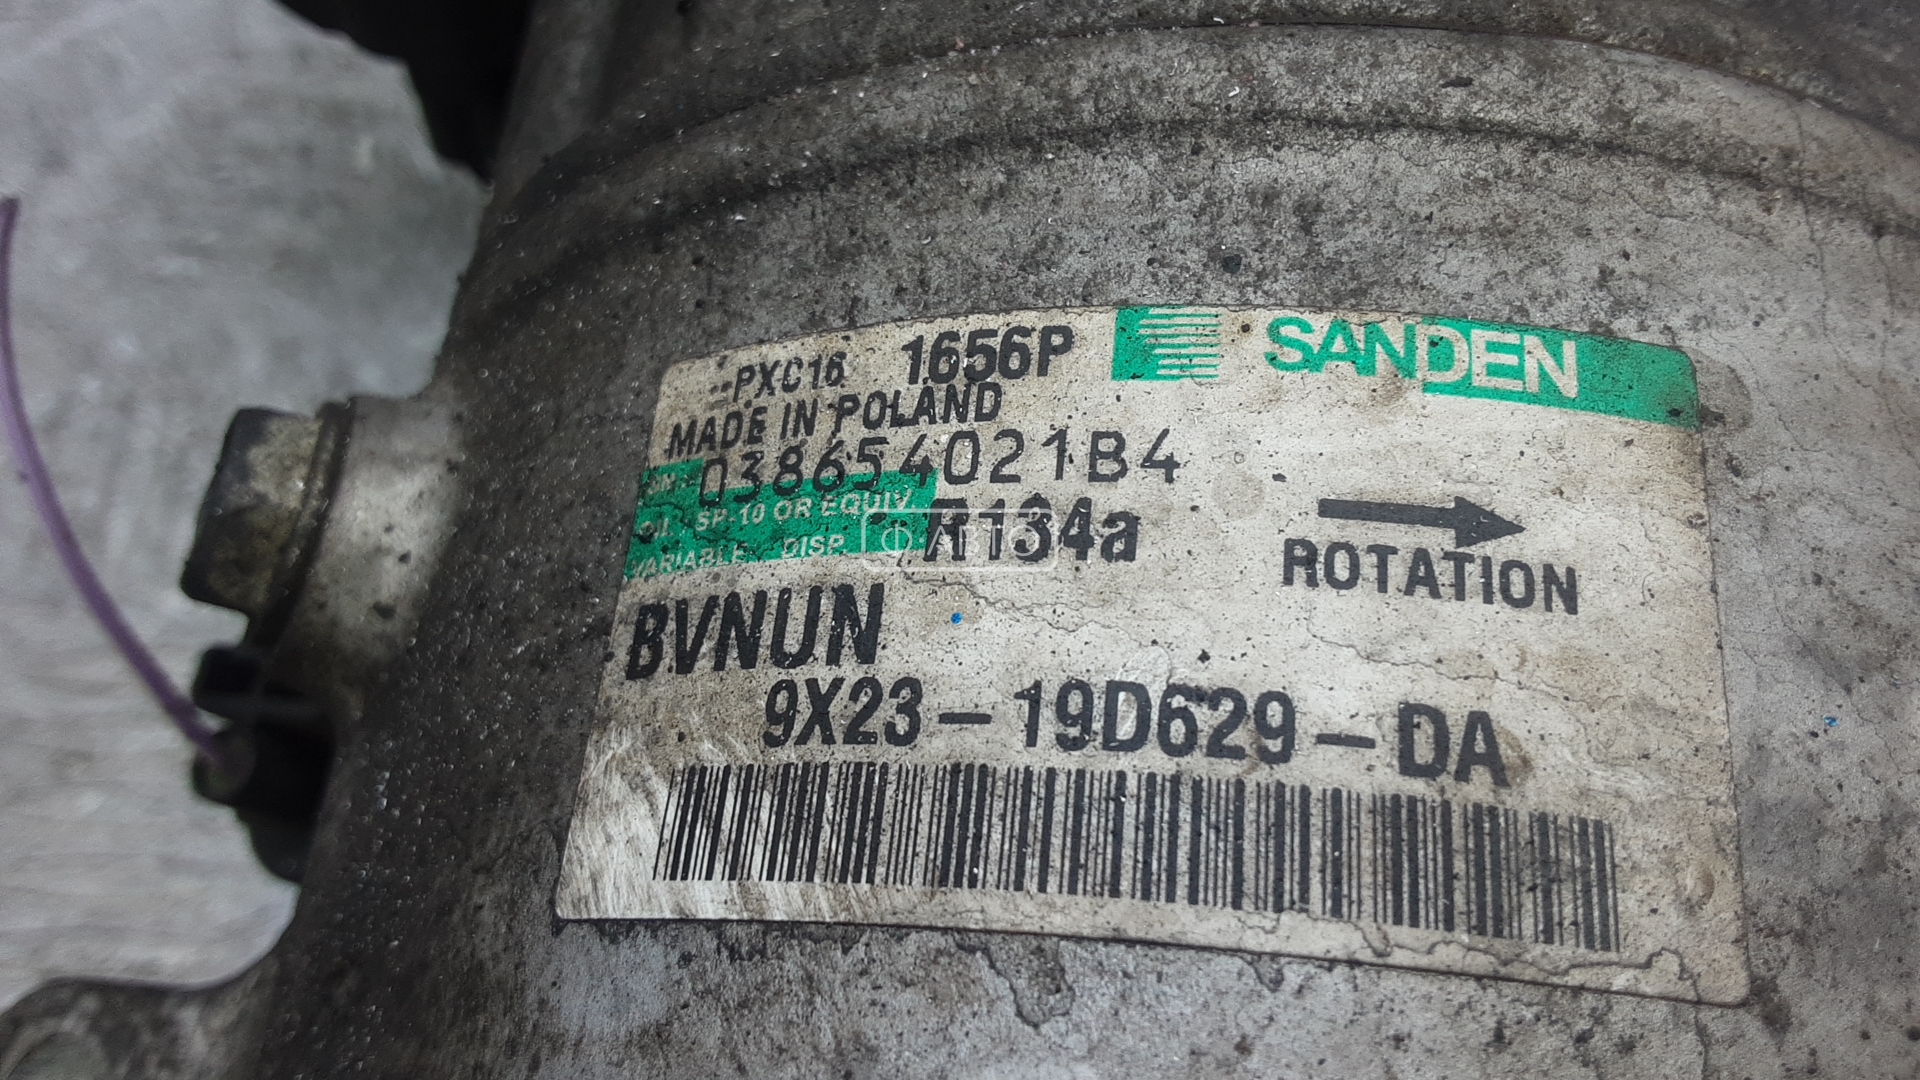 PXC16 1656P SANDEN
MADE IN POLAND
S/N: 038654021B4
OIL: SP-10 OR EQUIV. R134a
VARIABLE DISP
ROTATION
BVNUN
9X23-19D629-DA